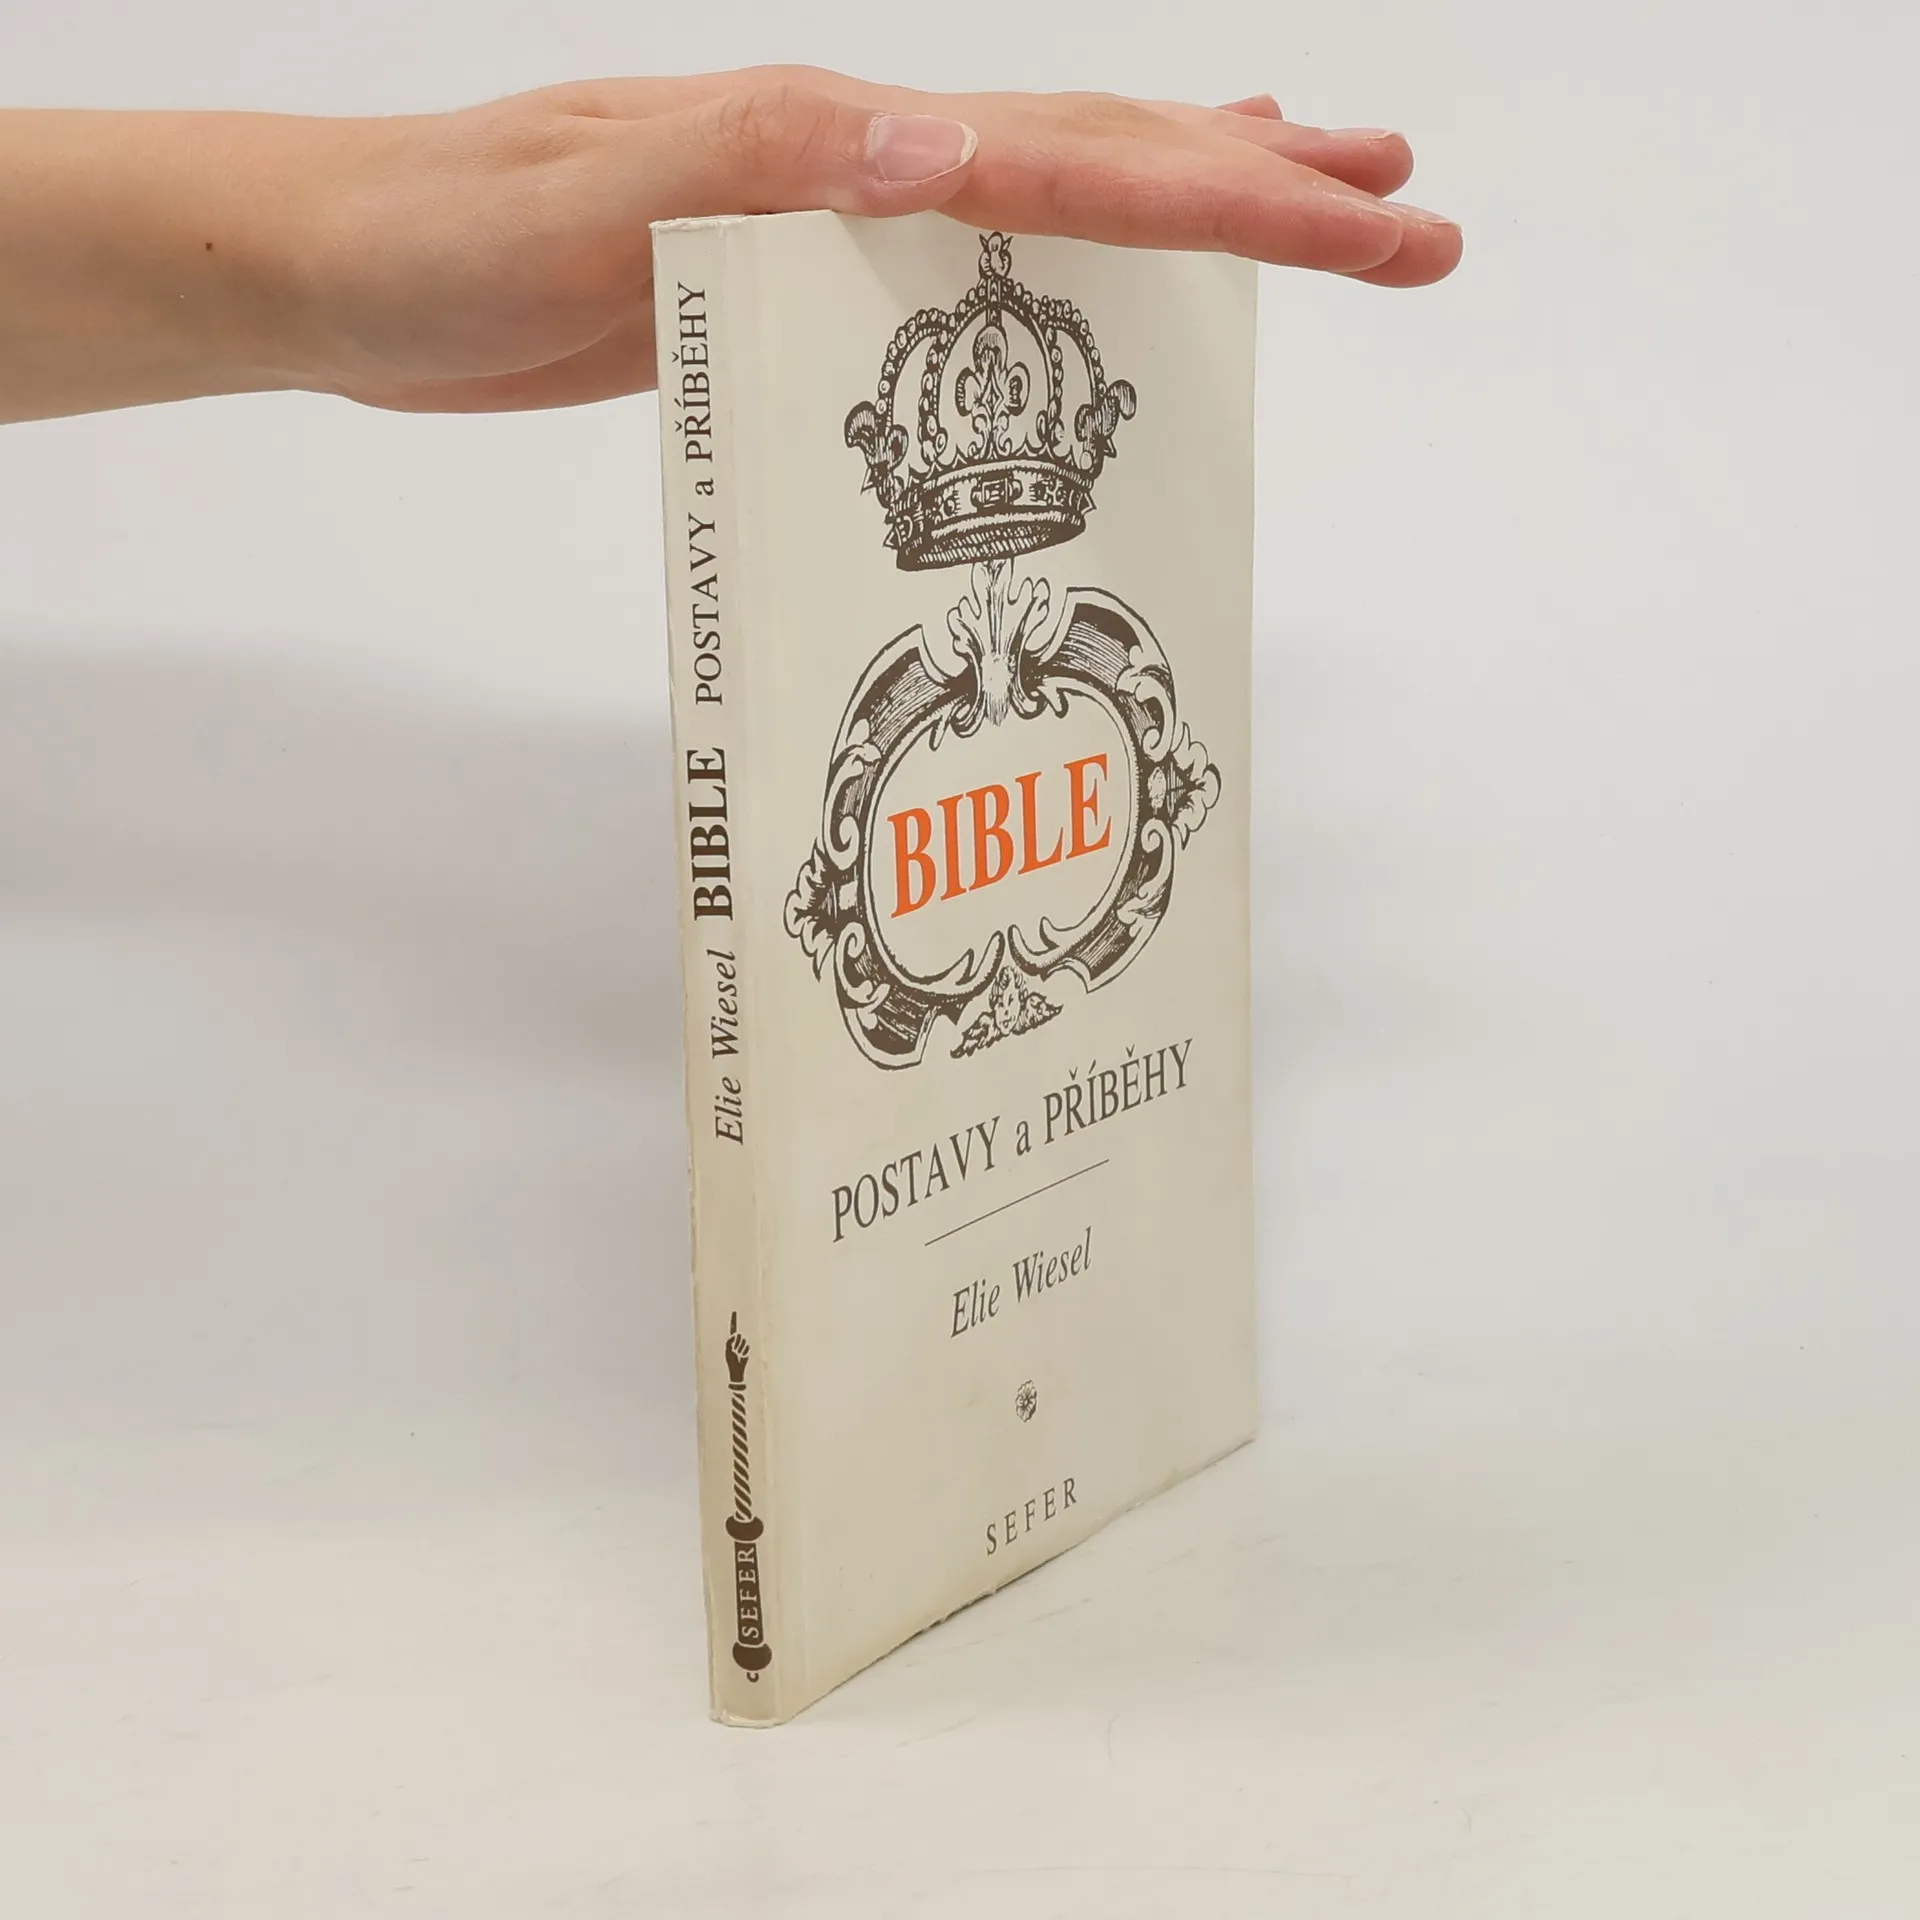 Elie Wiesel BIBLE POSTAVY a PŘÍBĚHY
SEFER
BIBLE
POSTAVY a PŘÍBĚHY
Elie Wiesel
SEFER